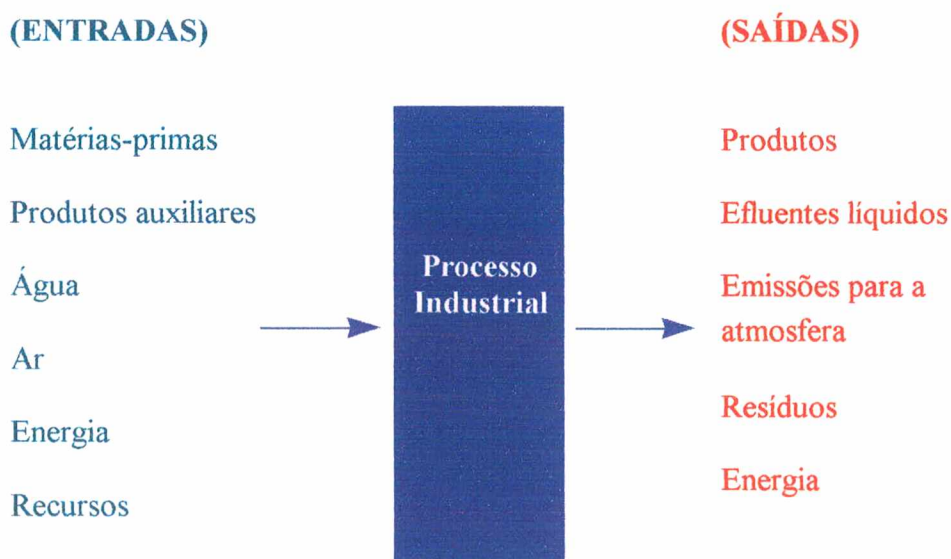 (ENTRADAS)
Matérias-primas
Produtos auxiliares
Água
Ar
Energia
Recursos
Processo
Industrial
(SAÍDAS)
Produtos
Efluentes líquidos
Emissões para a
atmosfera
Resíduos
Energia